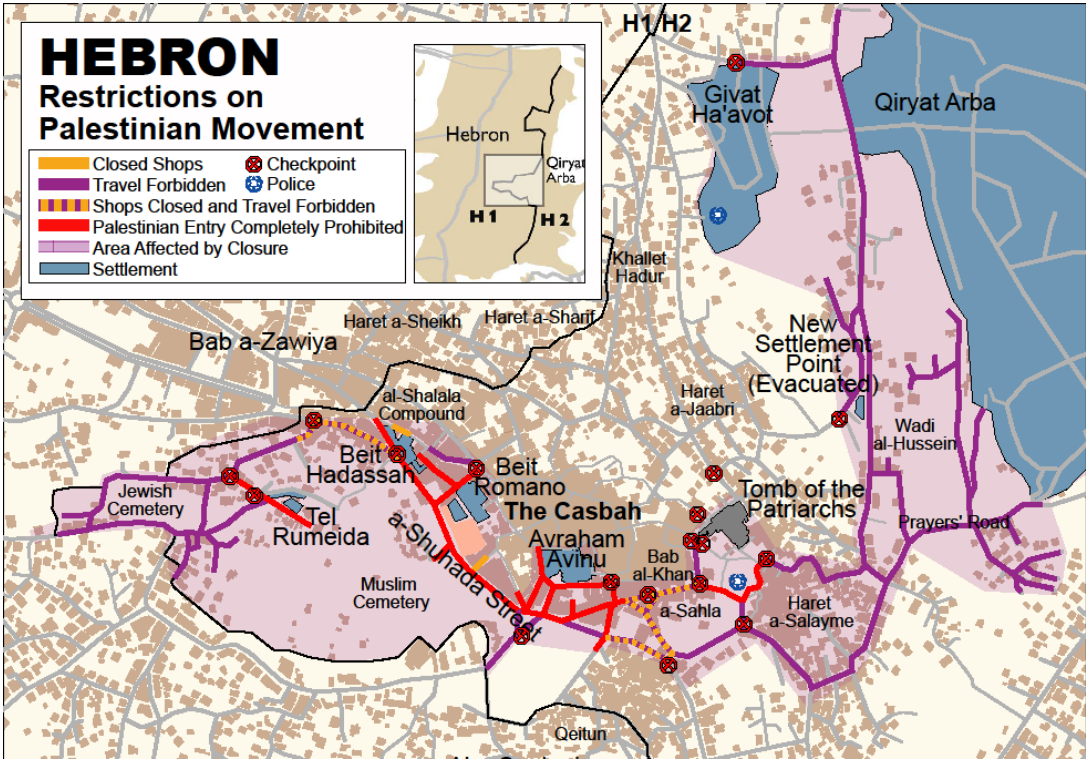 HEBRON
Restrictions on
Palestinian Movement
Closed Shops
Checkpoint
Travel Forbidden
Police
Shops Closed and Travel Forbidden
Palestinian Entry Completely Prohibited
Area Affected by Closure
Settlement
Hebron
Qiryat
Arba
H 1
H 2
H1/H2
Givat
Ha'avot
Qiryat Arba
Khallet
Hadur
Haret a-Sheikh
Haret a-Sharif
Bab a-Zawiya
New
Settlement
Point
(Evacuated)
al-Shalala
Compound
Haret
a-Jaabri
Wadi
al-Hussein
Beit
Hadassah
Beit
Romano
Jewish
Cemetery
Tel
Rumeida
The Casbah
Tomb of the
Patriarchs
Prayers' Road
a-Shuhada Street
Avraham
Avinu
Bab
al-Khan
Muslim
Cemetery
a-Sahla
Haret
a-Salayme
Qeitun